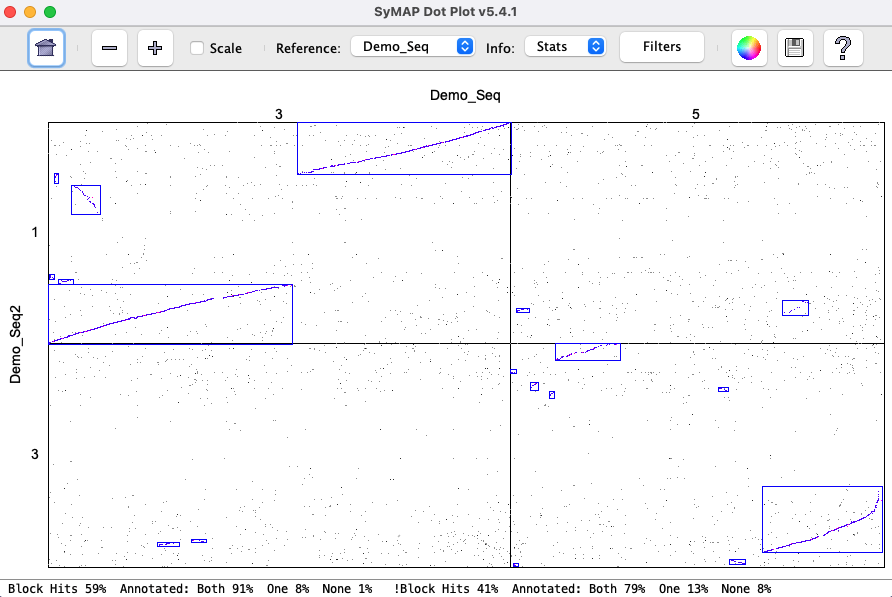 SyMAP Dot Plot v5.4.1
Scale Reference: Demo_Seq Info: Stats Filters ?
Demo_Seq
3 5
1
Demo_Seq2
3
Block Hits 59% Annotated: Both 91% One 8% None 1% !Block Hits 41% Annotated: Both 79% One 13% None 8%